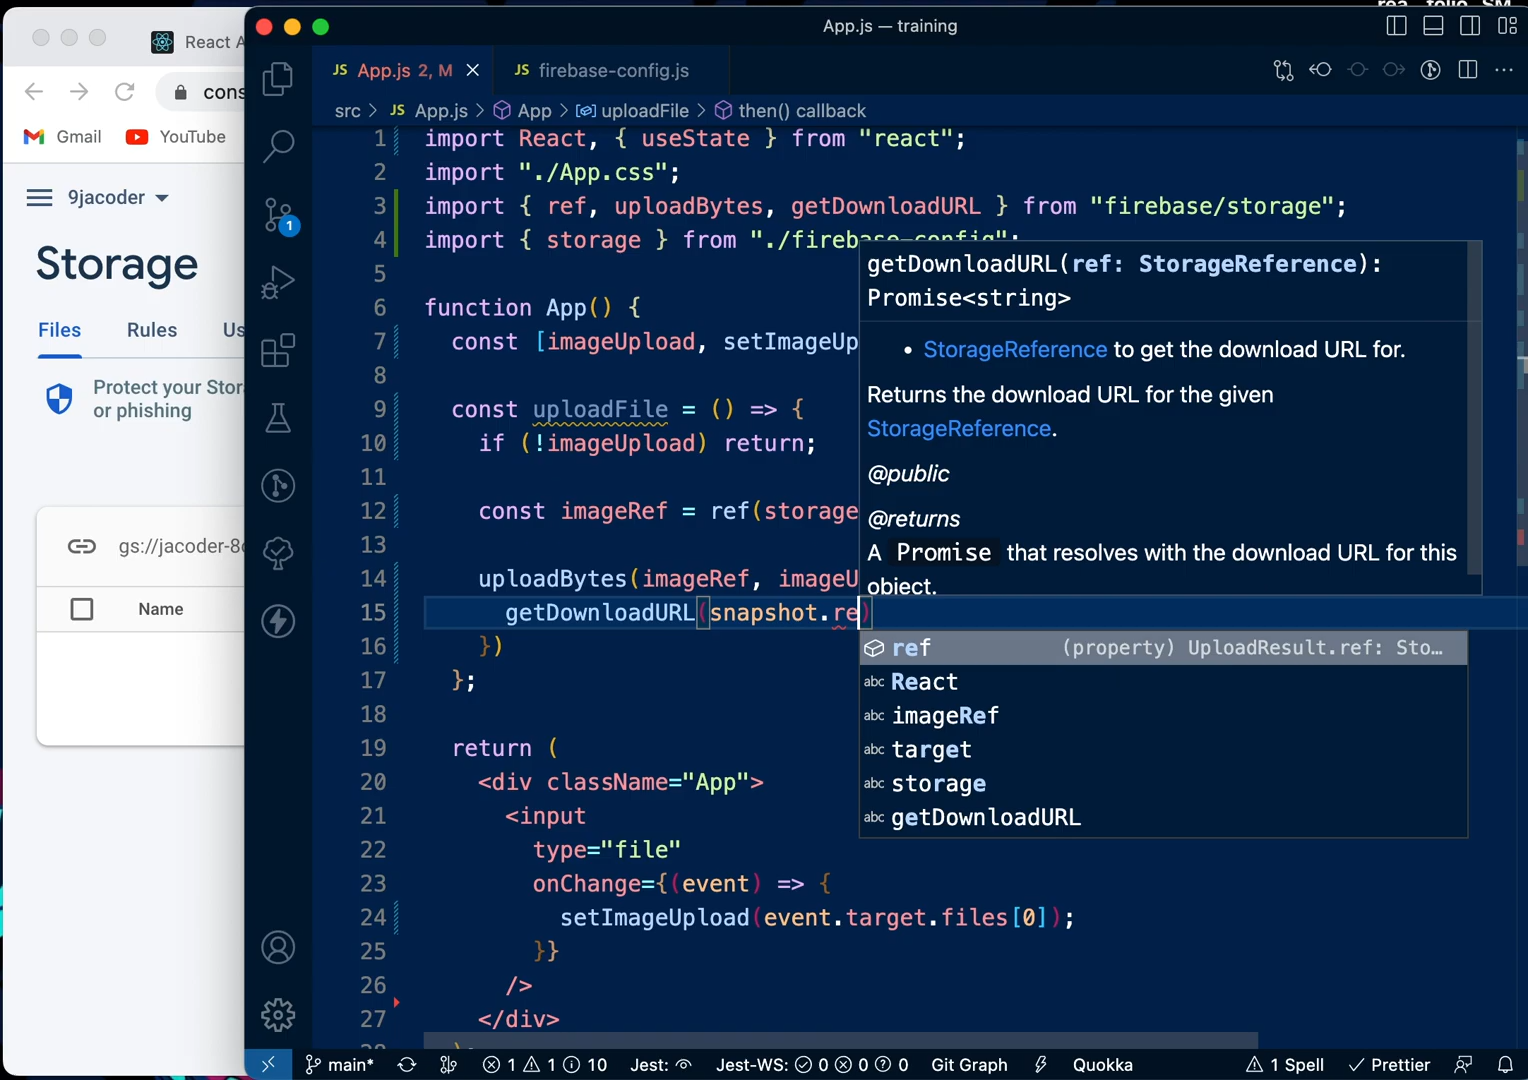 React A
cons
Gmail
YouTube
9jacoder
Storage
Files
Rules
Us
Protect your Stor
or phishing
gs://jacoder-8
Name
App.js — training
JS App.js 2, M
JS firebase-config.js
src > JS App.js > App > uploadFile > then() callback
1 import React, { useState } from "react";
2 import "./App.css";
3 import { ref, uploadBytes, getDownloadURL } from "firebase/storage";
4 import { storage } from "./firebase-config";
5
6 function App() {
7 const [imageUpload, setImageUp
8
9 const uploadFile = () => {
10 if (!imageUpload) return;
11
12 const imageRef = ref(storage
13
14 uploadBytes(imageRef, imageU
15 getDownloadURL(snapshot.re)
16 })
17 };
18
19 return (
20 <div className="App">
21 <input
22 type="file"
23 onChange={(event) => {
24 setImageUpload(event.target.files[0]);
25 }}
26 />
27 </div>
getDownloadURL(ref: StorageReference):
Promise<string>
• StorageReference to get the download URL for.
Returns the download URL for the given
StorageReference.
@public
@returns
A Promise that resolves with the download URL for this
object.
ref (property) UploadResult.ref: Sto…
abc React
abc imageRef
abc target
abc storage
abc getDownloadURL
1
main* 1 1 10 Jest: Jest-WS: 0 0 0 Git Graph Quokka 1 Spell Prettier